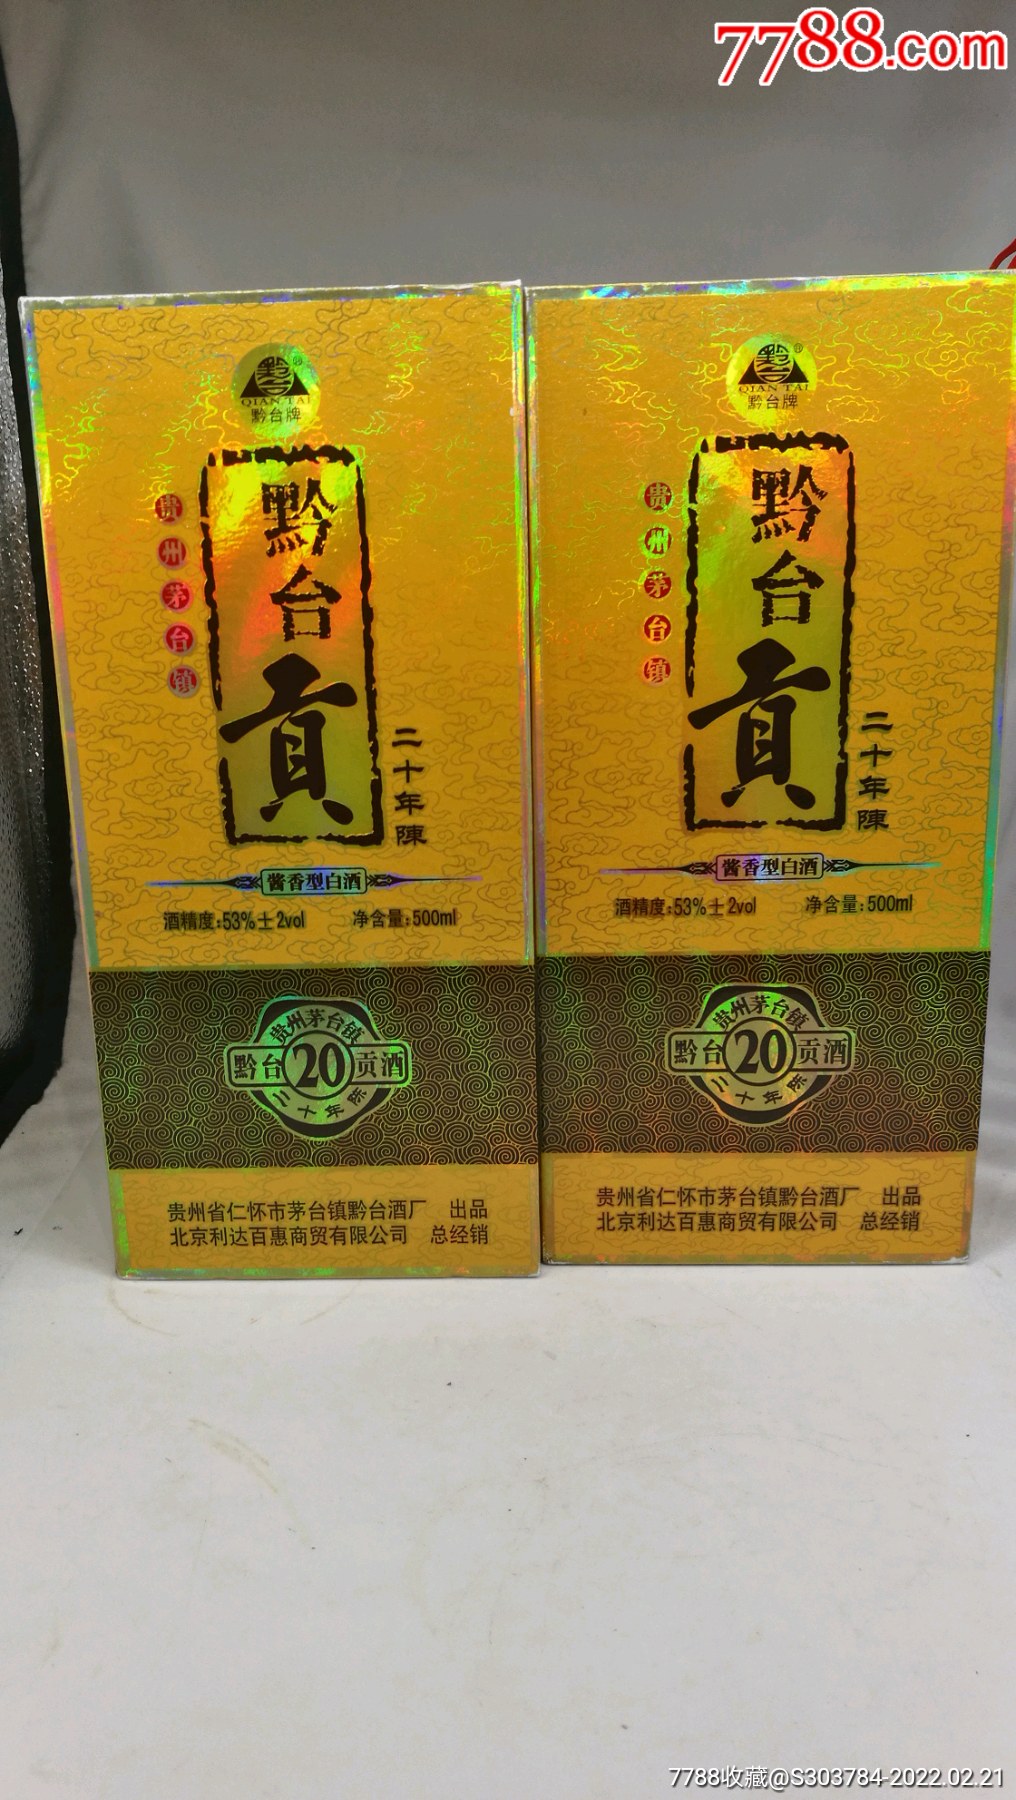 7788.com
黔台
®
QIAN TAI
黔台牌
贵州茅台镇
黔台贡
二十年陳
酱香型白酒
酒精度:53%±2vol 净含量:500ml
贵州茅台镇
黔台 20 贡酒
二十年陈
贵州省仁怀市茅台镇黔台酒厂 出品
北京利达百惠商贸有限公司 总经销
黔台
®
QIAN TAI
黔台牌
贵州茅台镇
黔台贡
二十年陳
酱香型白酒
酒精度:53%±2vol 净含量:500ml
贵州茅台镇
黔台 20 贡酒
二十年陈
贵州省仁怀市茅台镇黔台酒厂 出品
北京利达百惠商贸有限公司 总经销
7788收藏@S303784-2022.02.21